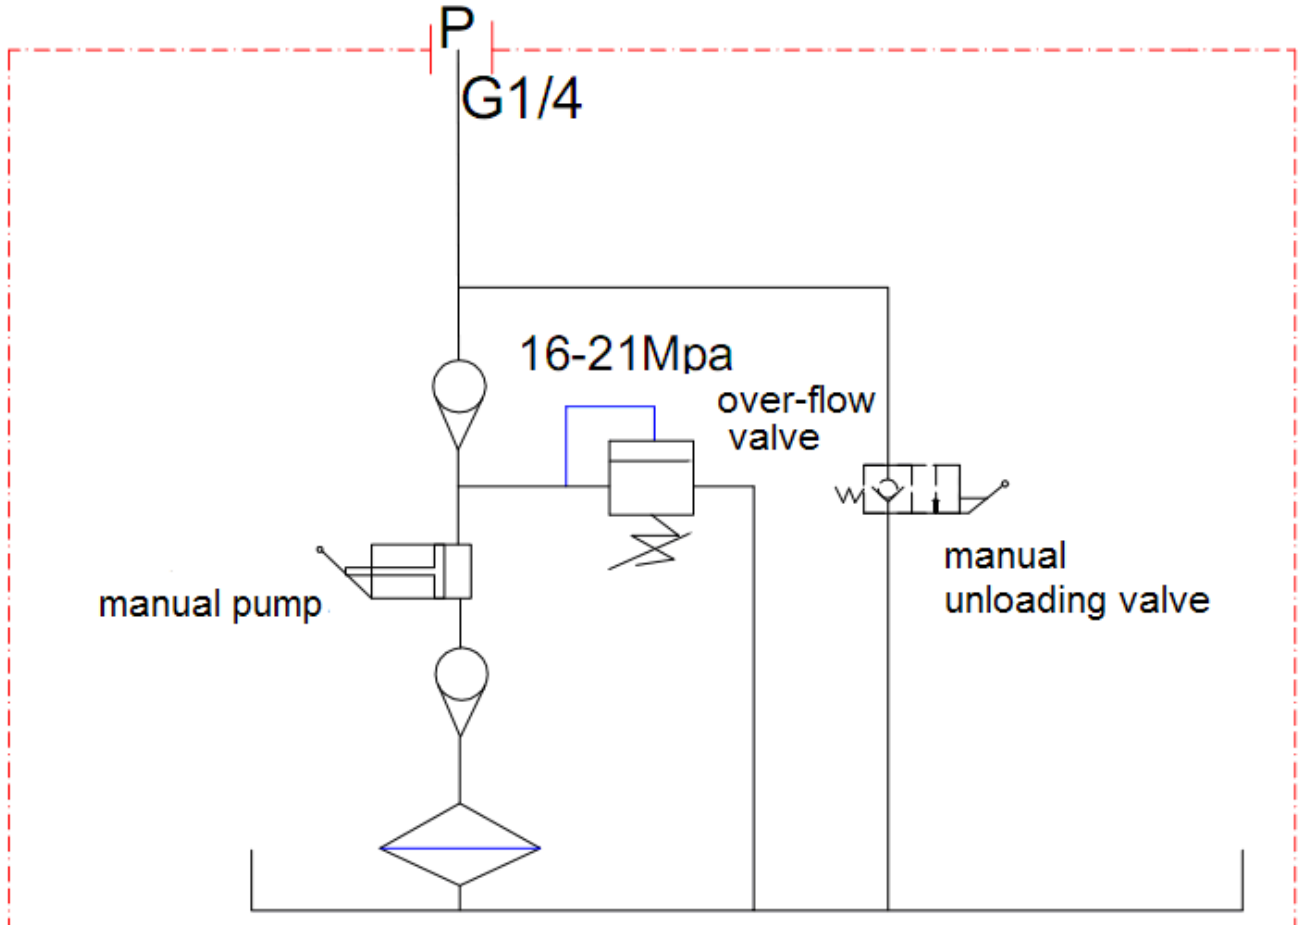 P
G1/4
16-21Mpa
over-flow
valve
manual
unloading valve
manual pump